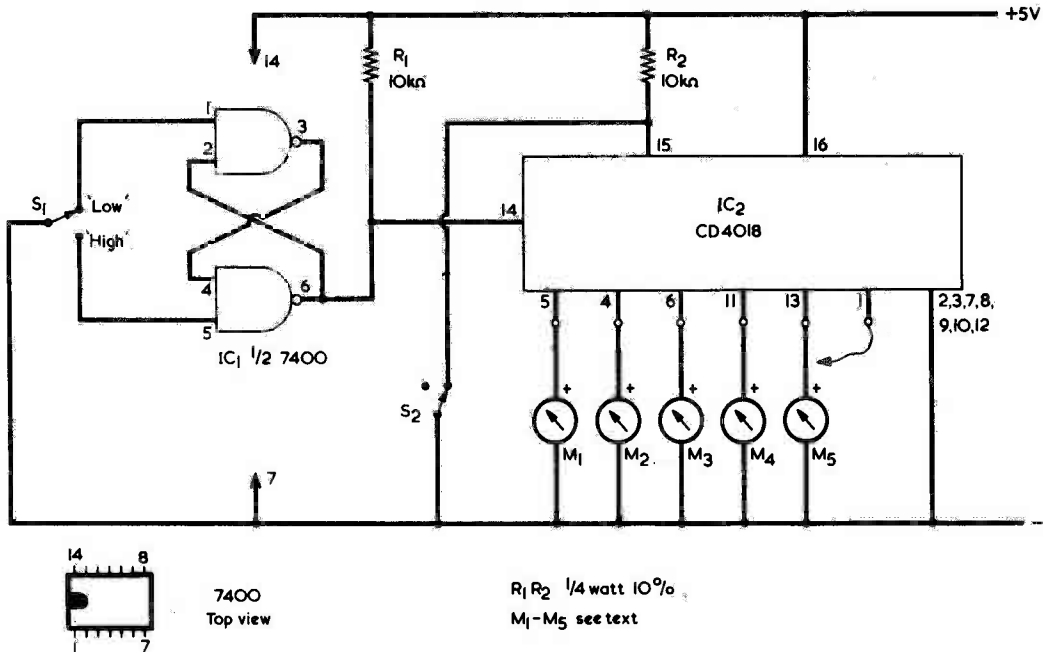 +5V
14
R1
10kΩ
R2
10kΩ
1
2
3
15
16
S1
"Low"
"High"
14
IC2
CD4018
4
5
6
IC1 1/2 7400
5
4
6
11
13
1
2,3,7,8,
9,10,12
S2
+
+
+
+
+
M1
M2
M3
M4
M5
7
-
14
8
7400
Top view
1
7
R1 R2 1/4 watt 10%
M1-M5 see text